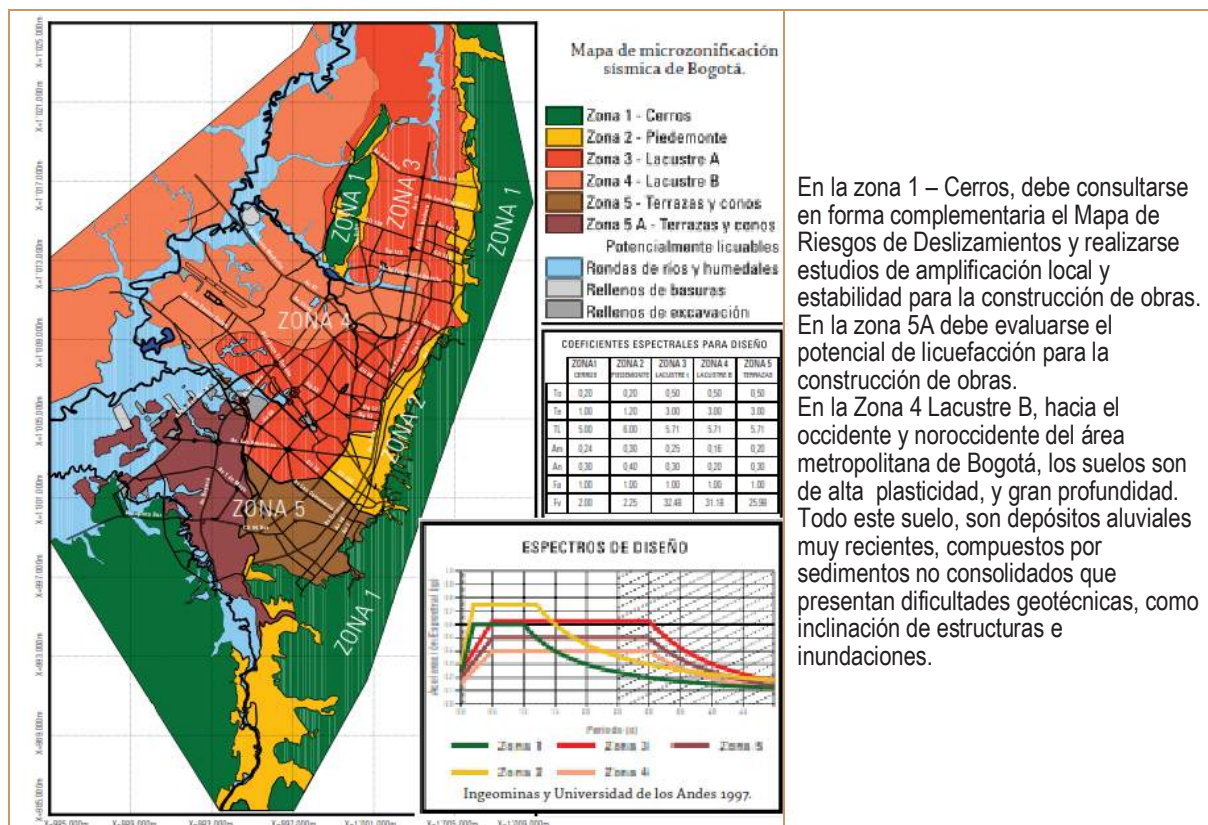 Mapa de microzonificación
sísmica de Bogotá.
Zona 1 - Cerros
Zona 2 - Piedemonte
Zona 3 - Lacustre A
Zona 4 - Lacustre B
Zona 5 - Terrazas y conos
Zona 5 A - Terrazas y conos
Potencialmente licuables
Rondas de ríos y humedales
Rellenos de basuras
Rellenos de excavación
ZONA 1
ZONA 3
ZONA 1
ZONA 4
ZONA 2
ZONA 5
ZONA 1
COEFICIENTES ESPECTRALES PARA DISEÑO
ZONA 1 ZONA 2 ZONA 3 ZONA 4 ZONA 5
CERROS PIEDEMONTE LACUSTRE LACUSTRE B TERRAZAS
To 0,20 0,20 0,50 0,50 0,50
1.00 1.20 3.00 3.00 3.00
TL 5.00 6.00 5.71 5.71 5.71
Am 0,24 0,30 0,25 0,16 0,20
An 0,30 0,40 0,30 0,20 0,30
Fa 1.00 1.00 1.00 1.00 1.00
Fv 2.00 2.25 32.48 31.18 25.98
ESPECTROS DE DISEÑO
Aceleración Espectral (g)
Periodo (s)
Zona 1 Zona 3 Zona 5
Zona 2 Zona 4
Ingeominas y Universidad de los Andes 1997.
En la zona 1 – Cerros, debe consultarse
en forma complementaria el Mapa de
Riesgos de Deslizamientos y realizarse
estudios de amplificación local y
estabilidad para la construcción de obras.
En la zona 5A debe evaluarse el
potencial de licuefacción para la
construcción de obras.
En la Zona 4 Lacustre B, hacia el
occidente y noroccidente del área
metropolitana de Bogotá, los suelos son
de alta plasticidad, y gran profundidad.
Todo este suelo, son depósitos aluviales
muy recientes, compuestos por
sedimentos no consolidados que
presentan dificultades geotécnicas, como
inclinación de estructuras e
inundaciones.